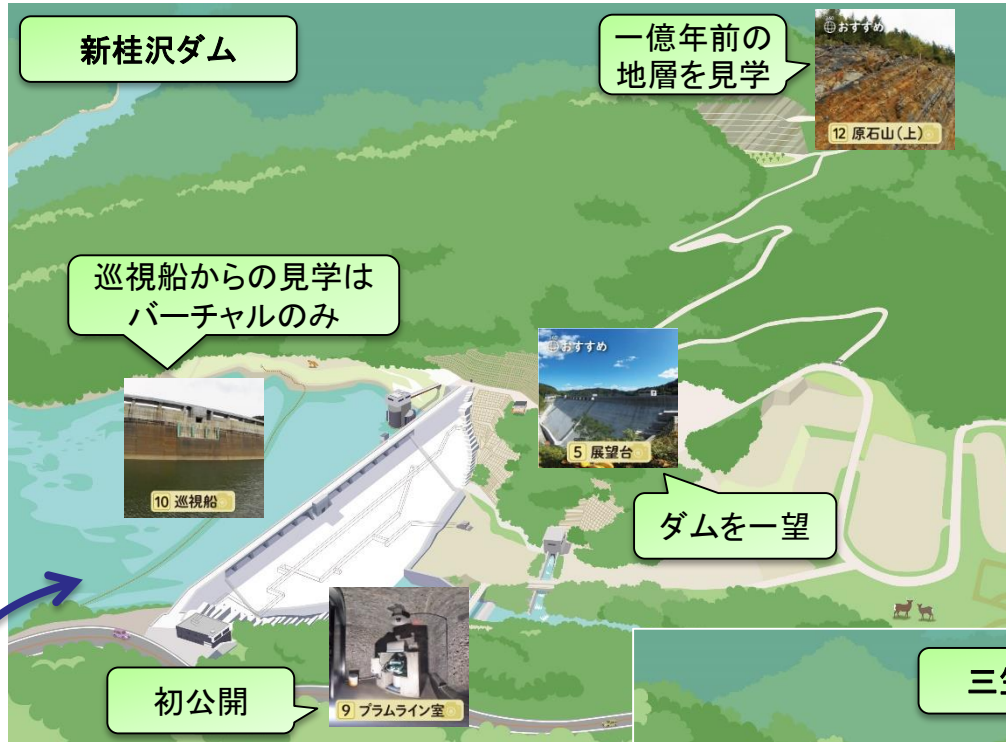 新桂沢ダム
一億年前の
地層を見学
おすすめ
12 原石山(上)
巡視船からの見学は
バーチャルのみ
10 巡視船
おすすめ
5 展望台
ダムを一望
初公開
9 プラムライン室
三笠